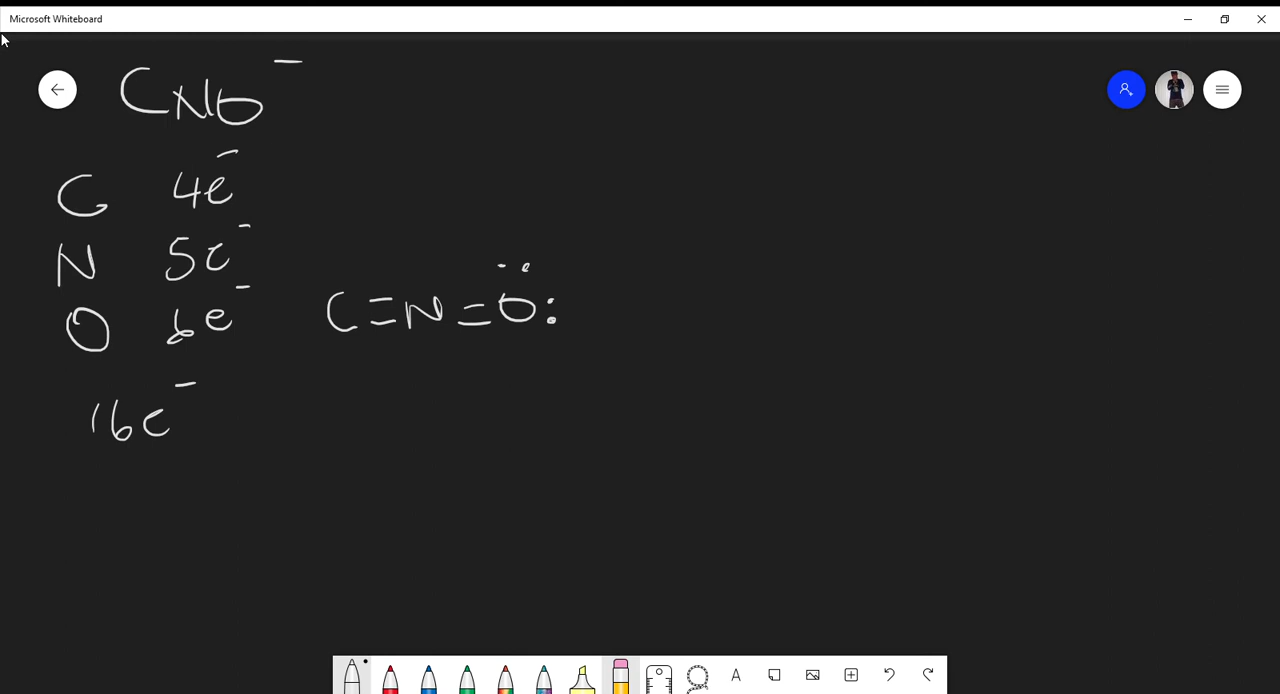 Microsoft Whiteboard
CNO⁻
C 4e⁻
N 5e⁻
O 6e⁻
C=N=Ö:
16e⁻
A